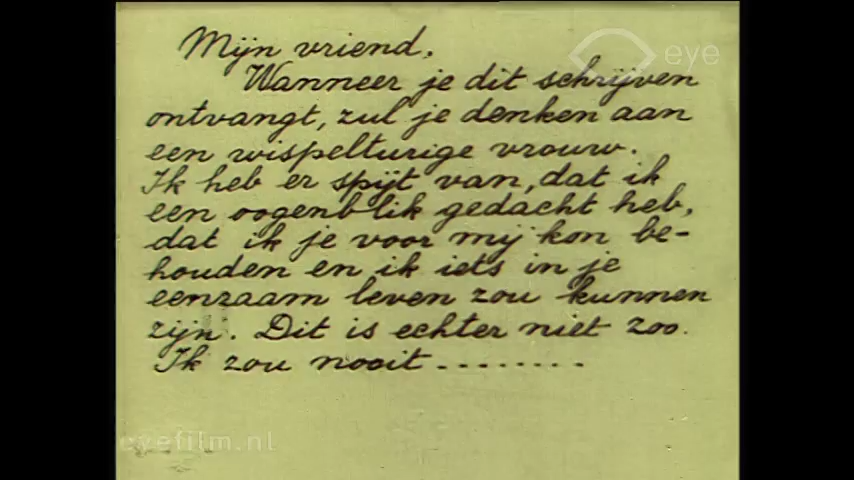 eye
Mijn vriend,
Wanneer je dit schrijven
ontvangt, zul je denken aan
een wispelturige vrouw.
Ik heb er spijt van, dat ik
een oogenblik gedacht heb,
dat ik je voor mij kon be-
houden en ik iets in je
eenzaam leven zou kunnen
zijn. Dit is echter niet zoo.
Ik zou nooit........
eyefilm.nl